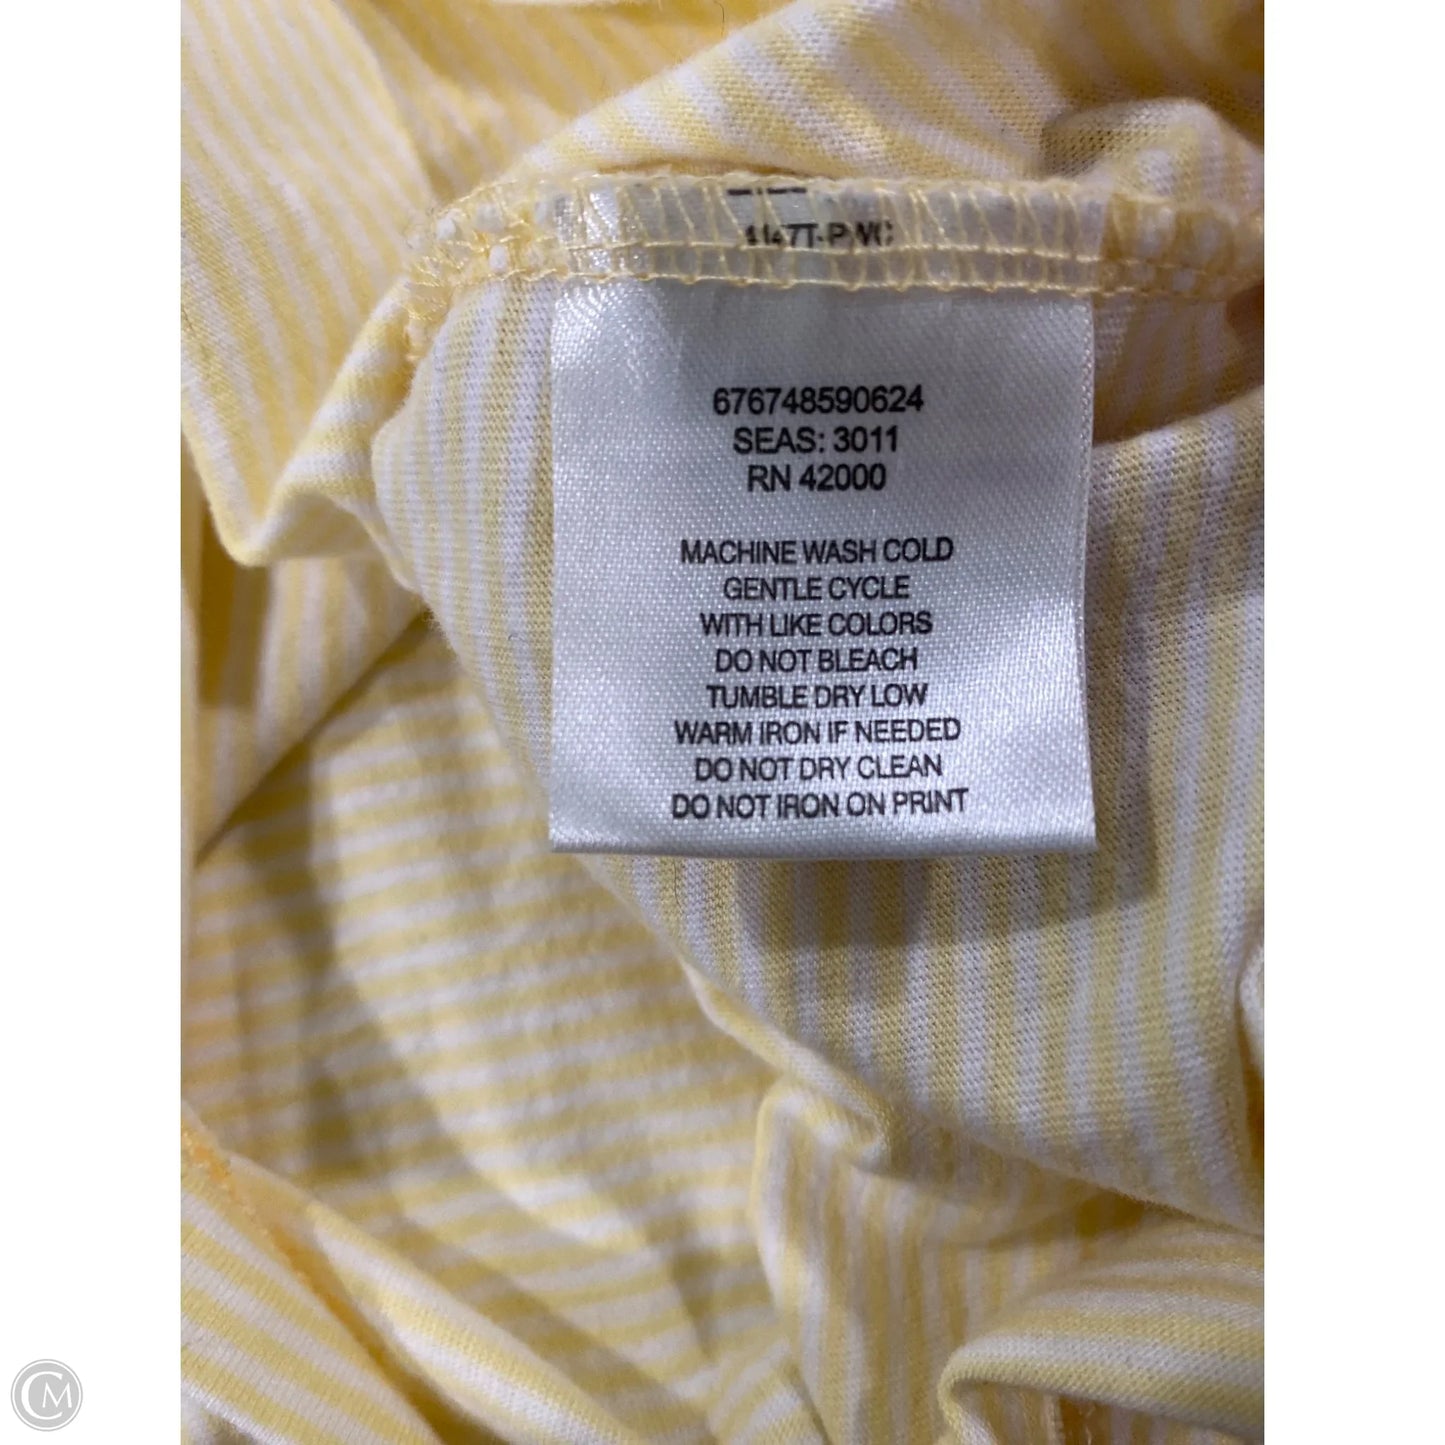 676748590624
SEAS: 3011
RN 42000
MACHINE WASH COLD
GENTLE CYCLE
WITH LIKE COLORS
DO NOT BLEACH
TUMBLE DRY LOW
WARM IRON IF NEEDED
DO NOT DRY CLEAN
DO NOT IRON ON PRINT
CM